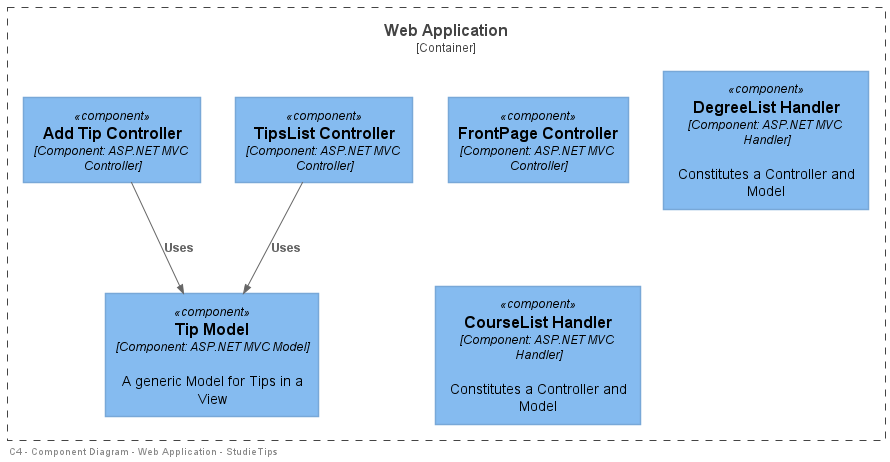 Web Application
[Container]
«component»
Add Tip Controller
[Component: ASP.NET MVC
Controller]
«component»
TipsList Controller
[Component: ASP.NET MVC
Controller]
«component»
FrontPage Controller
[Component: ASP.NET MVC
Controller]
«component»
DegreeList Handler
[Component: ASP.NET MVC
Handler]
Constitutes a Controller and
Model
Uses
Uses
«component»
Tip Model
[Component: ASP.NET MVC Model]
A generic Model for Tips in a
View
«component»
CourseList Handler
[Component: ASP.NET MVC
Handler]
Constitutes a Controller and
Model
C4 - Component Diagram - Web Application - StudieTips